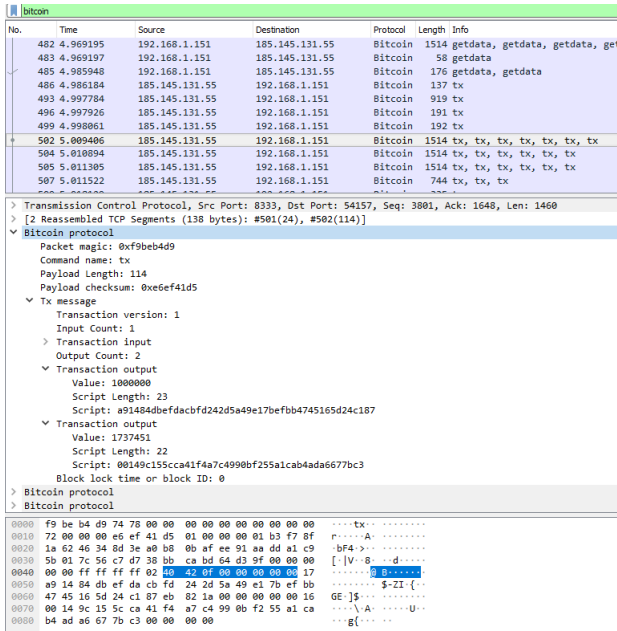 bitcoin
No. Time Source Destination Protocol Length Info
482 4.969195 192.168.1.151 185.145.131.55 Bitcoin 1514 getdata, getdata, getdata, get
483 4.969197 192.168.1.151 185.145.131.55 Bitcoin 58 getdata
485 4.985948 192.168.1.151 185.145.131.55 Bitcoin 176 getdata, getdata
486 4.986184 185.145.131.55 192.168.1.151 Bitcoin 137 tx
493 4.997784 185.145.131.55 192.168.1.151 Bitcoin 919 tx
496 4.997926 185.145.131.55 192.168.1.151 Bitcoin 191 tx
499 4.998061 185.145.131.55 192.168.1.151 Bitcoin 192 tx
502 5.009406 185.145.131.55 192.168.1.151 Bitcoin 1514 tx, tx, tx, tx, tx, tx, tx
504 5.010894 185.145.131.55 192.168.1.151 Bitcoin 1514 tx, tx, tx, tx, tx, tx
505 5.011305 185.145.131.55 192.168.1.151 Bitcoin 1514 tx, tx, tx, tx, tx, tx
507 5.011522 185.145.131.55 192.168.1.151 Bitcoin 744 tx, tx, tx
Transmission Control Protocol, Src Port: 8333, Dst Port: 54157, Seq: 3801, Ack: 1648, Len: 1460
[2 Reassembled TCP Segments (138 bytes): #501(24), #502(114)]
Bitcoin protocol
Packet magic: 0xf9beb4d9
Command name: tx
Payload Length: 114
Payload checksum: 0xe6ef41d5
Tx message
Transaction version: 1
Input Count: 1
Transaction input
Output Count: 2
Transaction output
Value: 1000000
Script Length: 23
Script: a91484dbefdacbfd242d5a49e17befbb4745165d24c187
Transaction output
Value: 1737451
Script Length: 22
Script: 00149c155cca41f4a7c4990bf255a1cab4ada6677bc3
Block lock time or block ID: 0
Bitcoin protocol
Bitcoin protocol
0000 f9 be b4 d9 74 78 00 00 00 00 00 00 00 00 00 00 ····tx·· ········
0010 72 00 00 00 e6 ef 41 d5 01 00 00 00 01 b3 f7 8f r·····A· ········
0020 1a 62 46 34 8d 3e a0 b8 0b af ee 91 aa dd a1 c9 ·bF4·>·· ········
0030 5b 01 7c 56 c7 d7 38 bb ca bd 64 d3 9f 00 00 00 [·|V··8· ··d·····
0040 00 00 ff ff ff ff 02 40 42 0f 00 00 00 00 00 17 ·······@ B·······
0050 a9 14 84 db ef da cb fd 24 2d 5a 49 e1 7b ef bb ········ $-ZI·{··
0060 47 45 16 5d 24 c1 87 eb 82 1a 00 00 00 00 00 16 GE·]$··· ········
0070 00 14 9c 15 5c ca 41 f4 a7 c4 99 0b f2 55 a1 ca ····\·A· ·····U··
0080 b4 ad a6 67 7b c3 00 00 00 00 ···g{··· ··